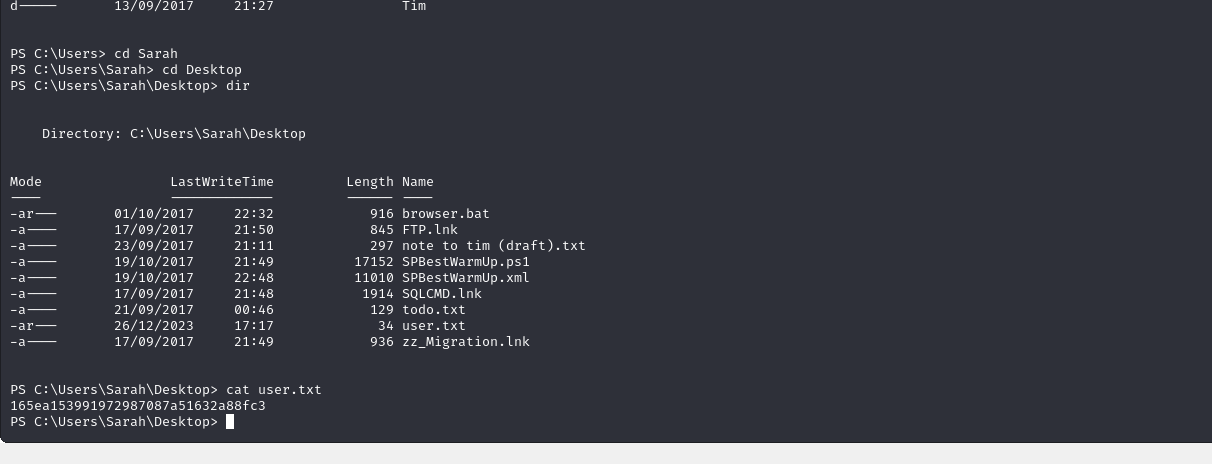 d-----        13/09/2017     21:27                Tim
PS C:\Users> cd Sarah
PS C:\Users\Sarah> cd Desktop
PS C:\Users\Sarah\Desktop> dir
    Directory: C:\Users\Sarah\Desktop
Mode                LastWriteTime         Length Name
----                -------------         ------ ----
-ar---       01/10/2017     22:32            916 browser.bat
-a----       17/09/2017     21:50            845 FTP.lnk
-a----       23/09/2017     21:11            297 note to tim (draft).txt
-a----       19/10/2017     21:49          17152 SPBestWarmUp.ps1
-a----       19/10/2017     22:48          11010 SPBestWarmUp.xml
-a----       17/09/2017     21:48           1914 SQLCMD.lnk
-a----       21/09/2017     00:46            129 todo.txt
-ar---       26/12/2023     17:17             34 user.txt
-a----       17/09/2017     21:49            936 zz_Migration.lnk
PS C:\Users\Sarah\Desktop> cat user.txt
165ea153991972987087a51632a88fc3
PS C:\Users\Sarah\Desktop>